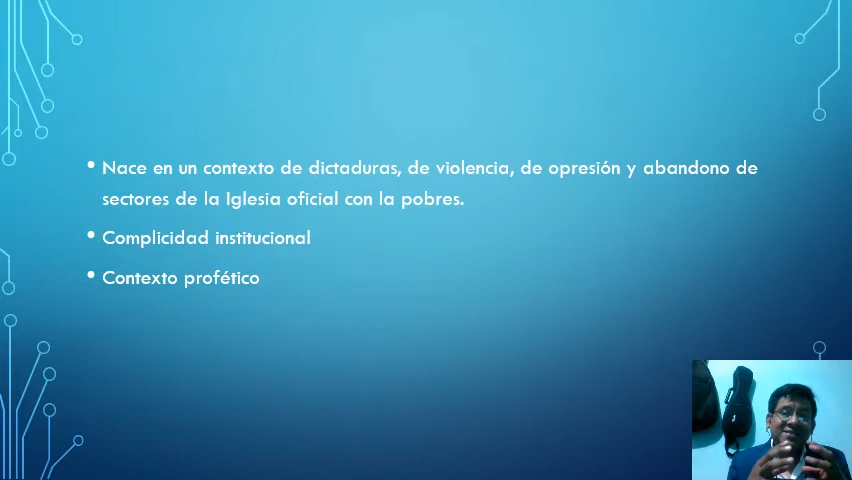 • Nace en un contexto de dictaduras, de violencia, de opresión y abandono de
sectores de la Iglesia oficial con la pobres.
• Complicidad institucional
• Contexto profético